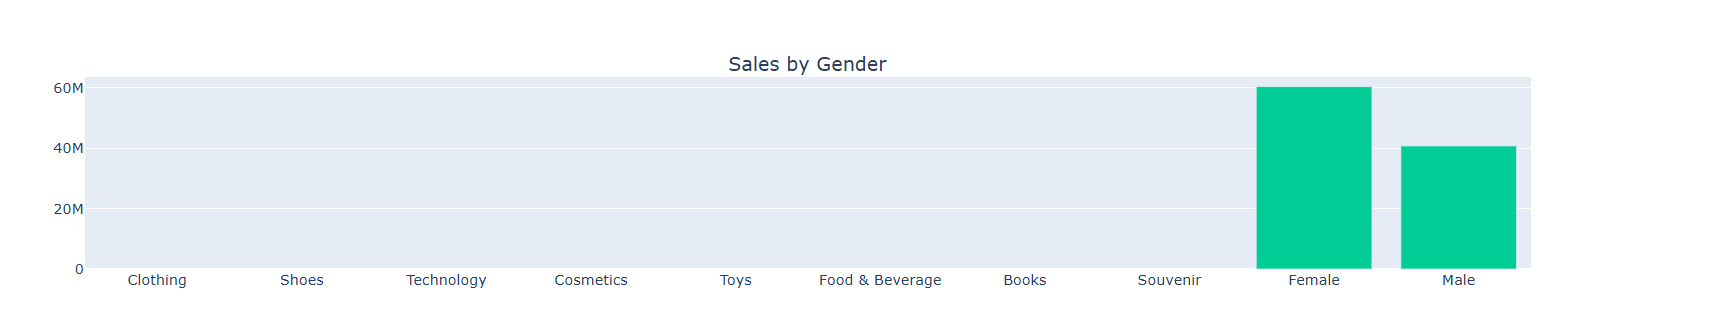 Sales by Gender
60M
40M
20M
0
Clothing Shoes Technology Cosmetics Toys Food & Beverage Books Souvenir Female Male